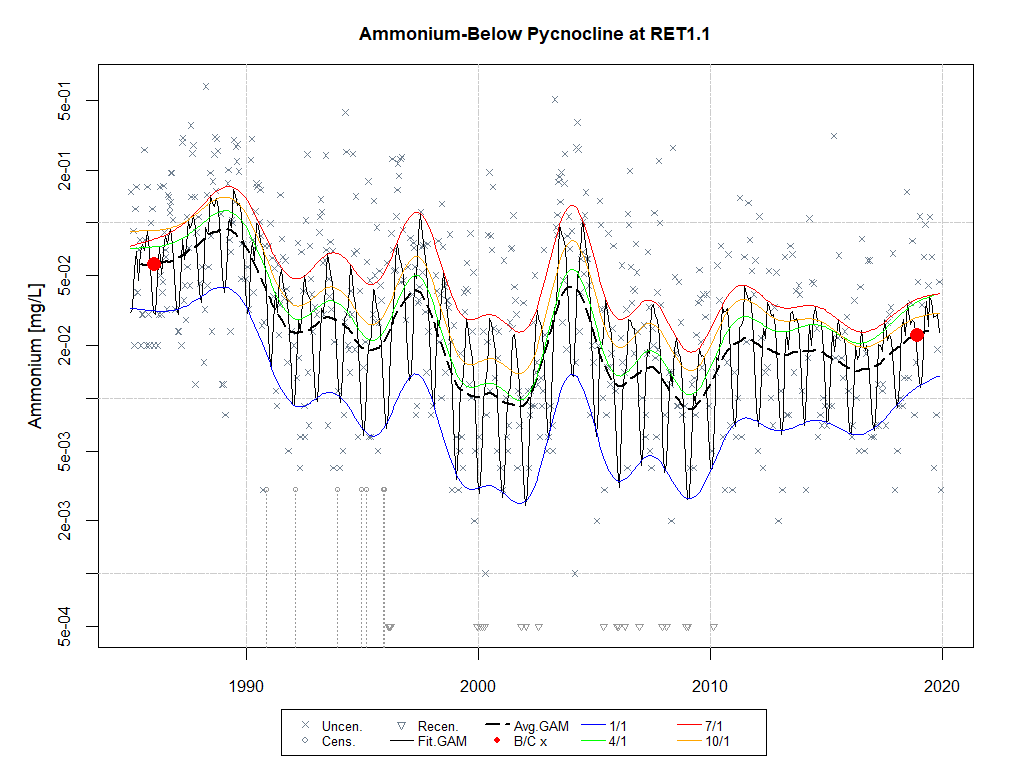 Ammonium-Below Pycnocline at RET1.1
Ammonium [mg/L]
5e-01
2e-01
5e-02
2e-02
5e-03
2e-03
5e-04
1990 2000 2010 2020
Uncen. Recen. Avg.GAM 1/1 7/1
Cens. Fit.GAM B/C x 4/1 10/1